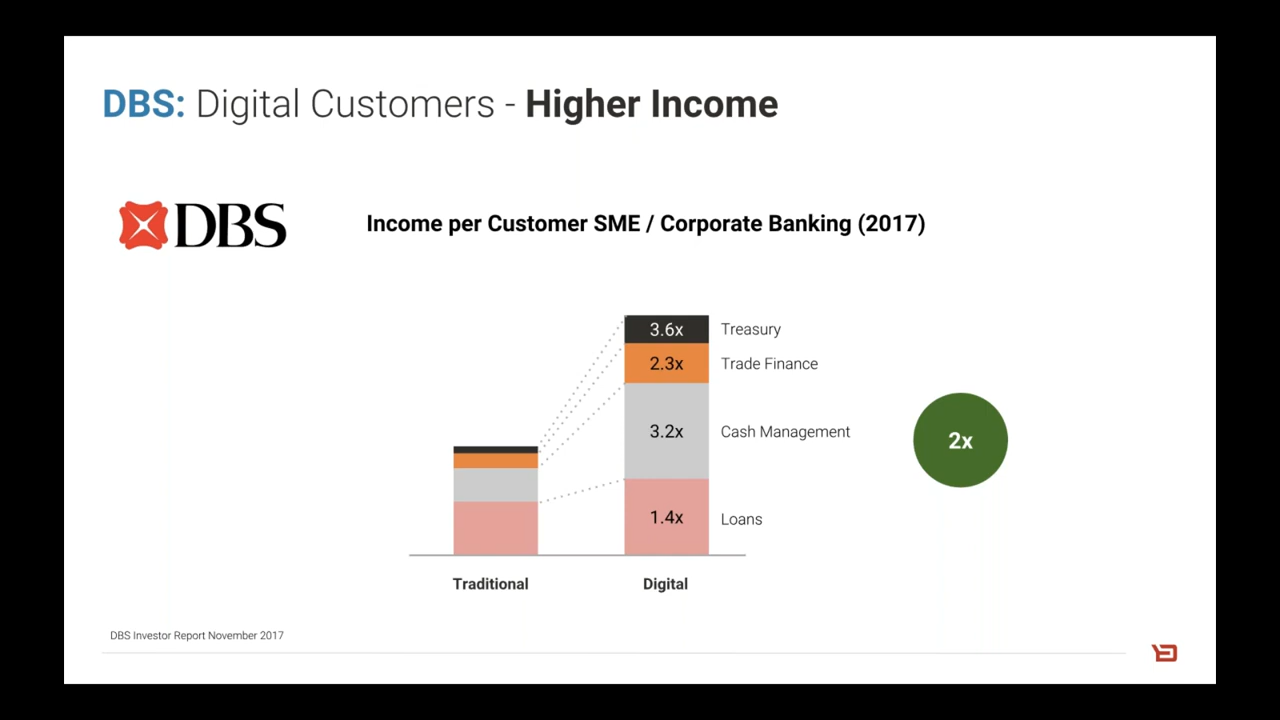 DBS: Digital Customers - Higher Income
DBS
Income per Customer SME / Corporate Banking (2017)
3.6x Treasury
2.3x Trade Finance
3.2x Cash Management
2x
1.4x Loans
Traditional Digital
DBS Investor Report November 2017